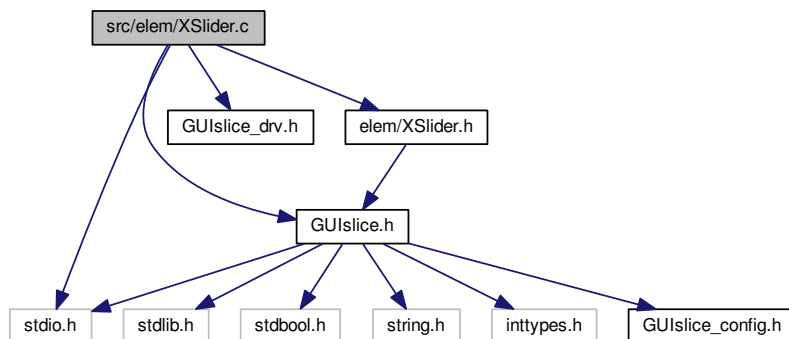 src/elem/XSlider.c
GUIslice_drv.h
elem/XSlider.h
GUIslice.h
stdio.h
stdlib.h
stdbool.h
string.h
inttypes.h
GUIslice_config.h